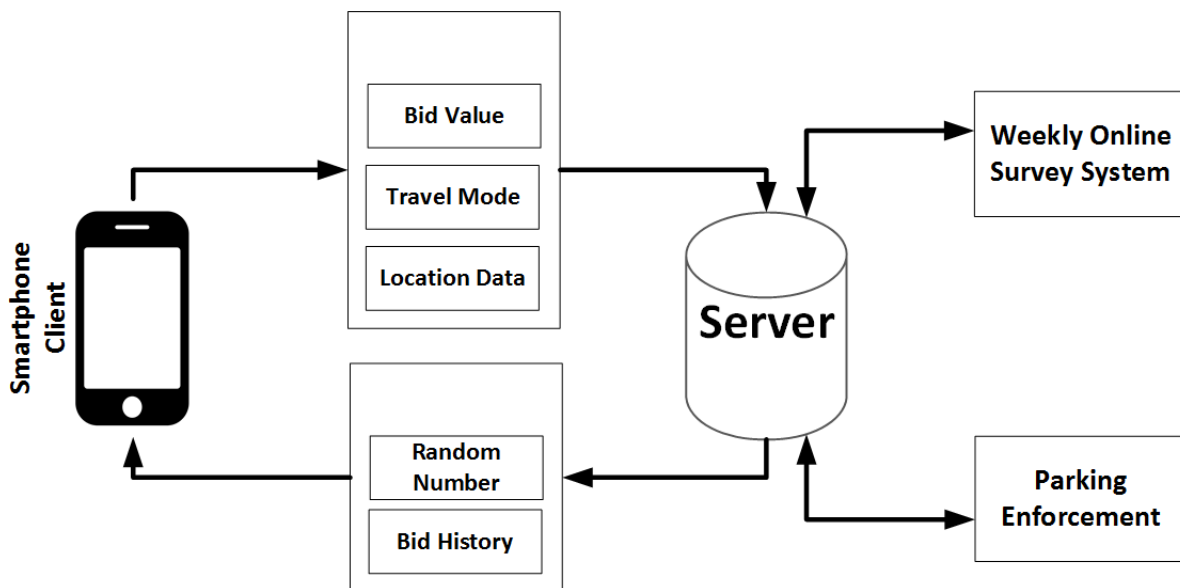 Smartphone
Client
Bid Value
Travel Mode
Location Data
Random
Number
Bid History
Server
Weekly Online
Survey System
Parking
Enforcement